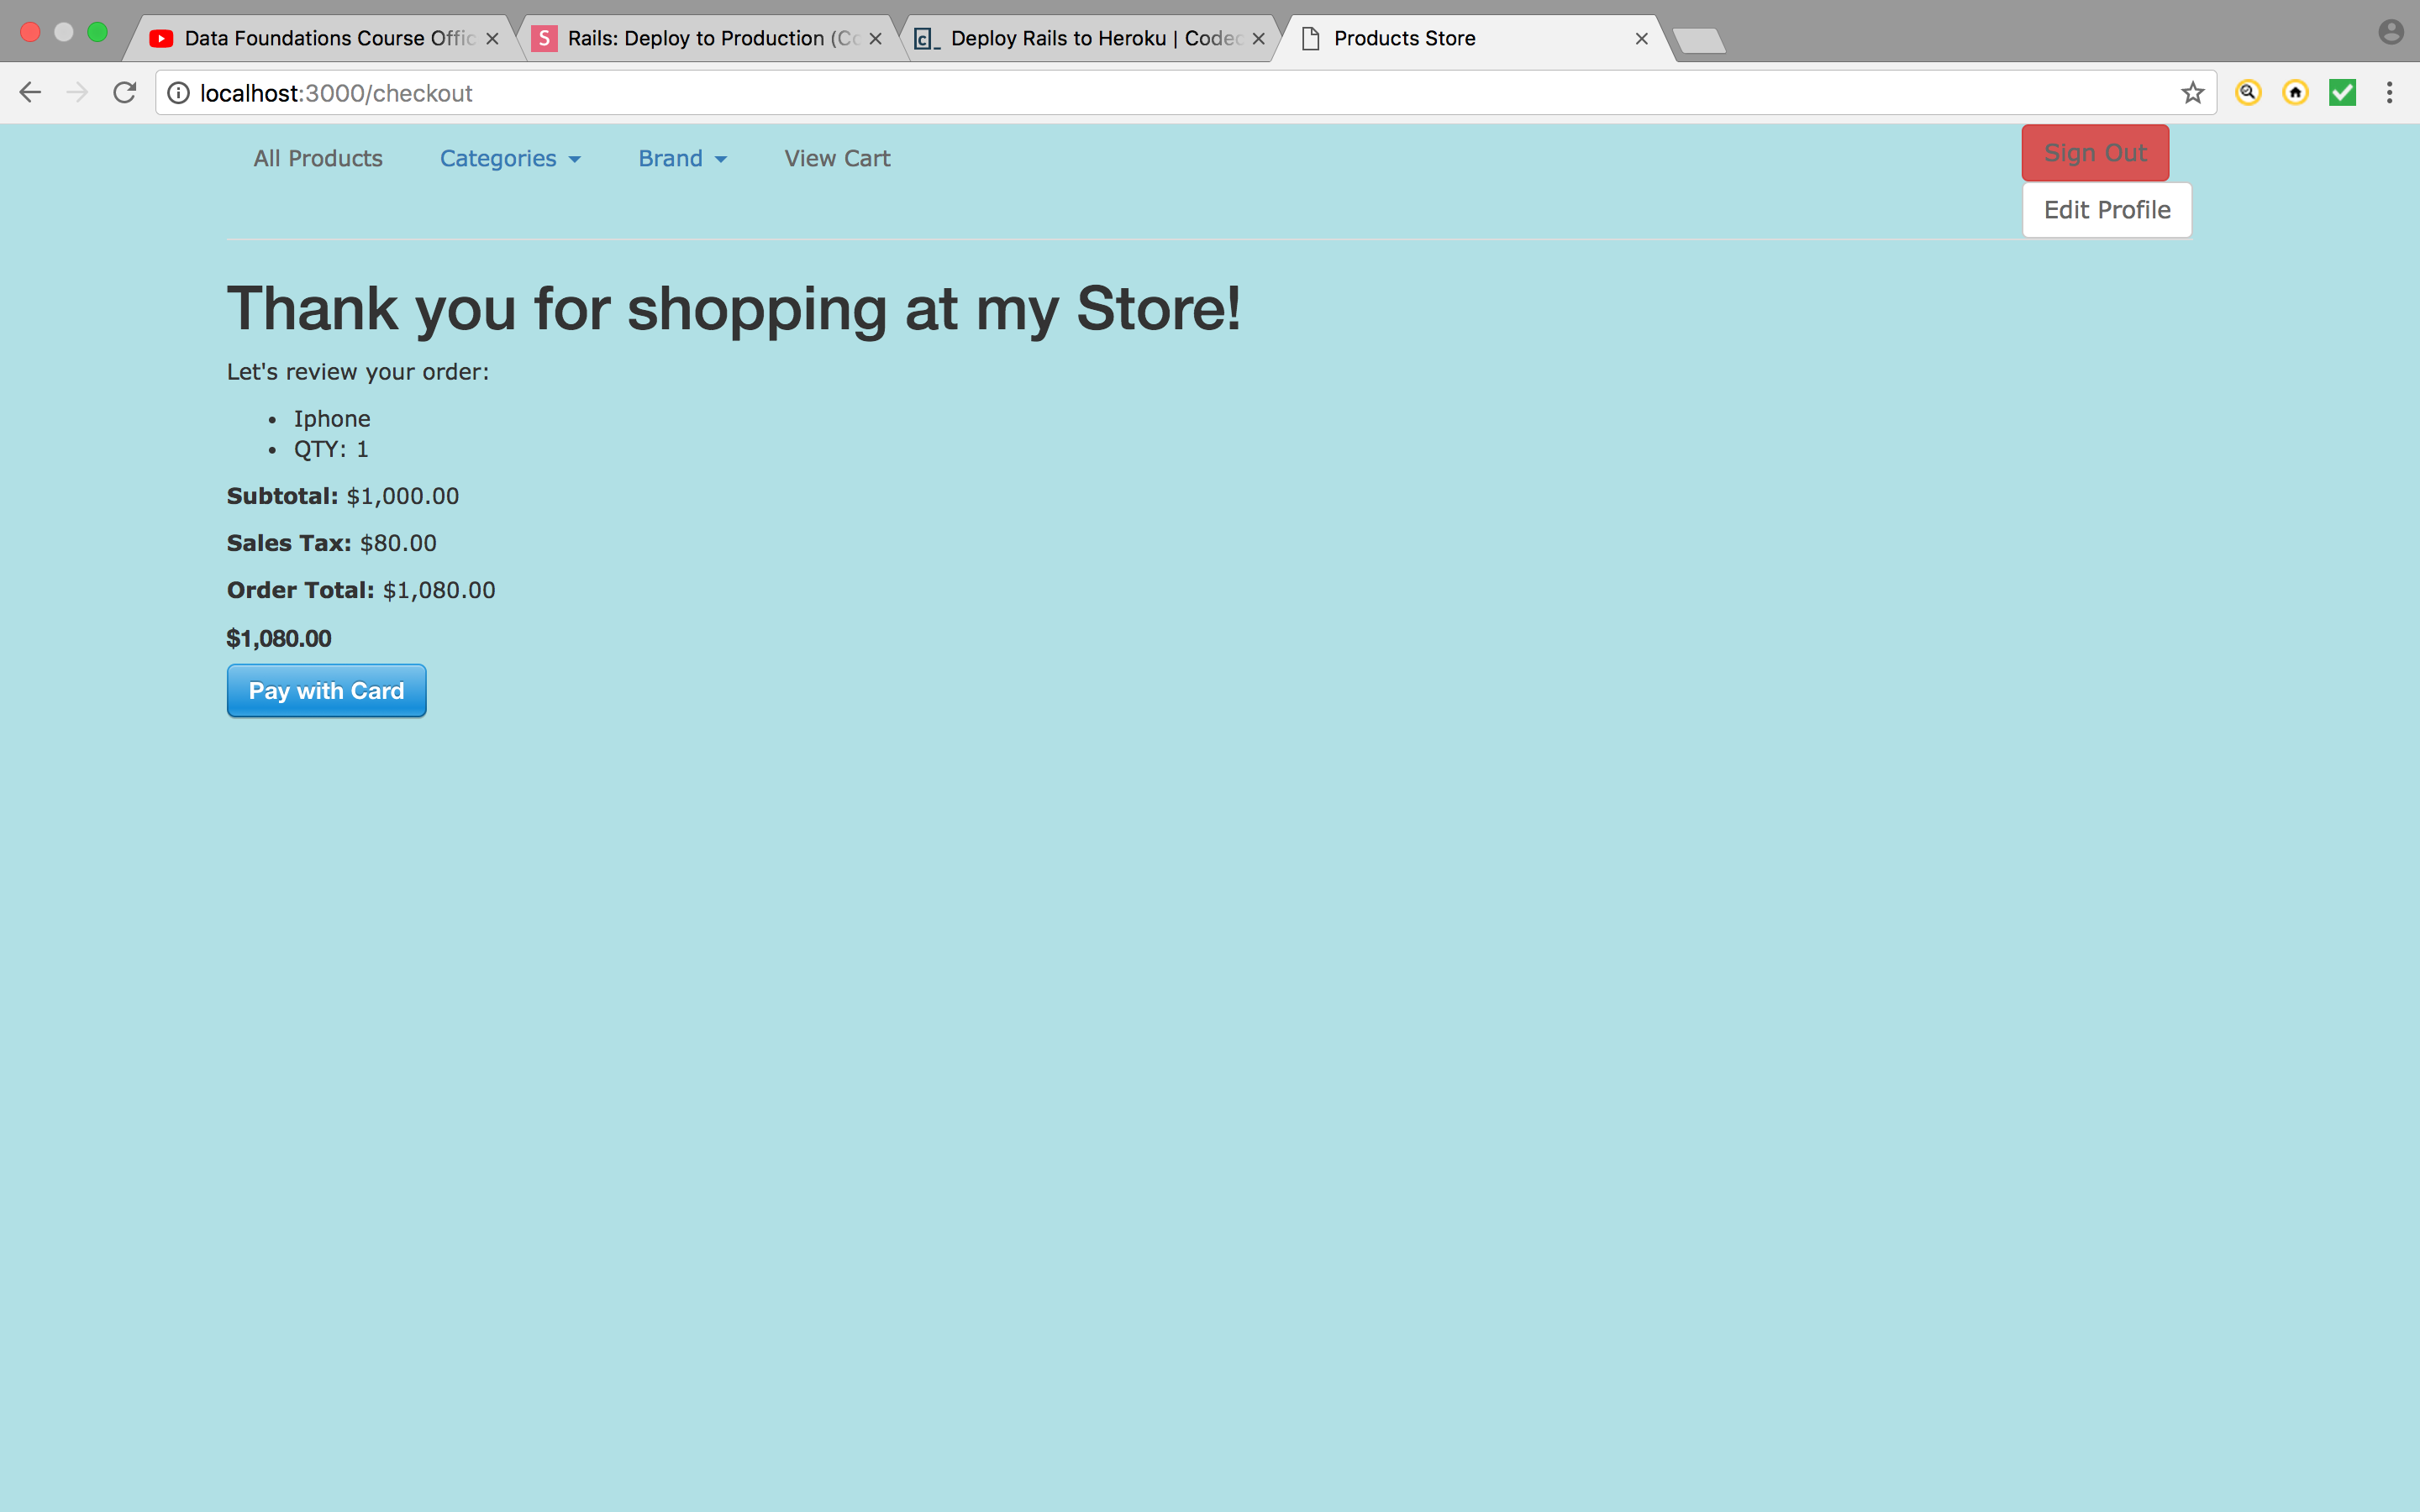 Data Foundations Course Offic
S Rails: Deploy to Production (Co
c_ Deploy Rails to Heroku | Codec
Products Store
localhost:3000/checkout
All Products Categories Brand View Cart
Sign Out
Edit Profile
Thank you for shopping at my Store!
Let's review your order:
• Iphone
• QTY: 1
Subtotal: $1,000.00
Sales Tax: $80.00
Order Total: $1,080.00
$1,080.00
Pay with Card